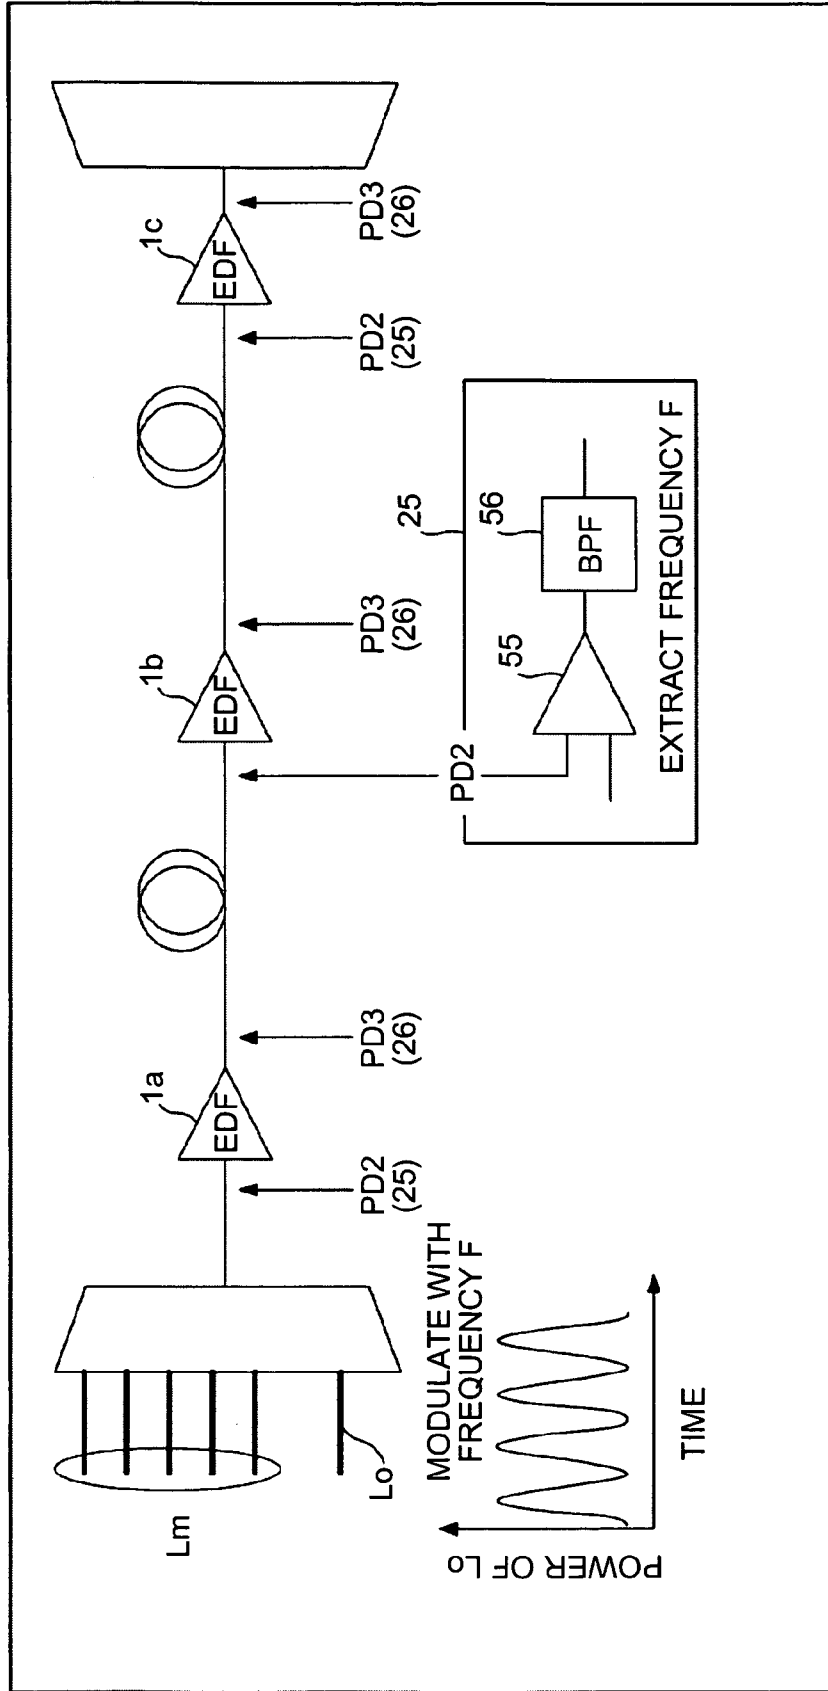 Lm
Lo
1a
EDF
1b
EDF
1c
EDF
PD2
(25)
PD3
(26)
PD3
(26)
PD2
(25)
PD3
(26)
MODULATE WITH
FREQUENCY F
POWER OF Lo
TIME
PD2
25
55
56
BPF
EXTRACT FREQUENCY F